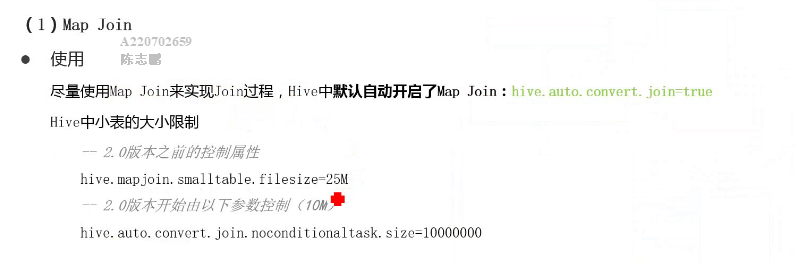 （1）Map Join
A220702659
● 使用
陈志鹏
尽量使用Map Join来实现Join过程，Hive中默认自动开启了Map Join：hive.auto.convert.join=true
Hive中小表的大小限制
-- 2.0版本之前的控制属性
hive.mapjoin.smalltable.filesize=25M
-- 2.0版本开始由以下参数控制（10M）
hive.auto.convert.join.noconditionaltask.size=10000000